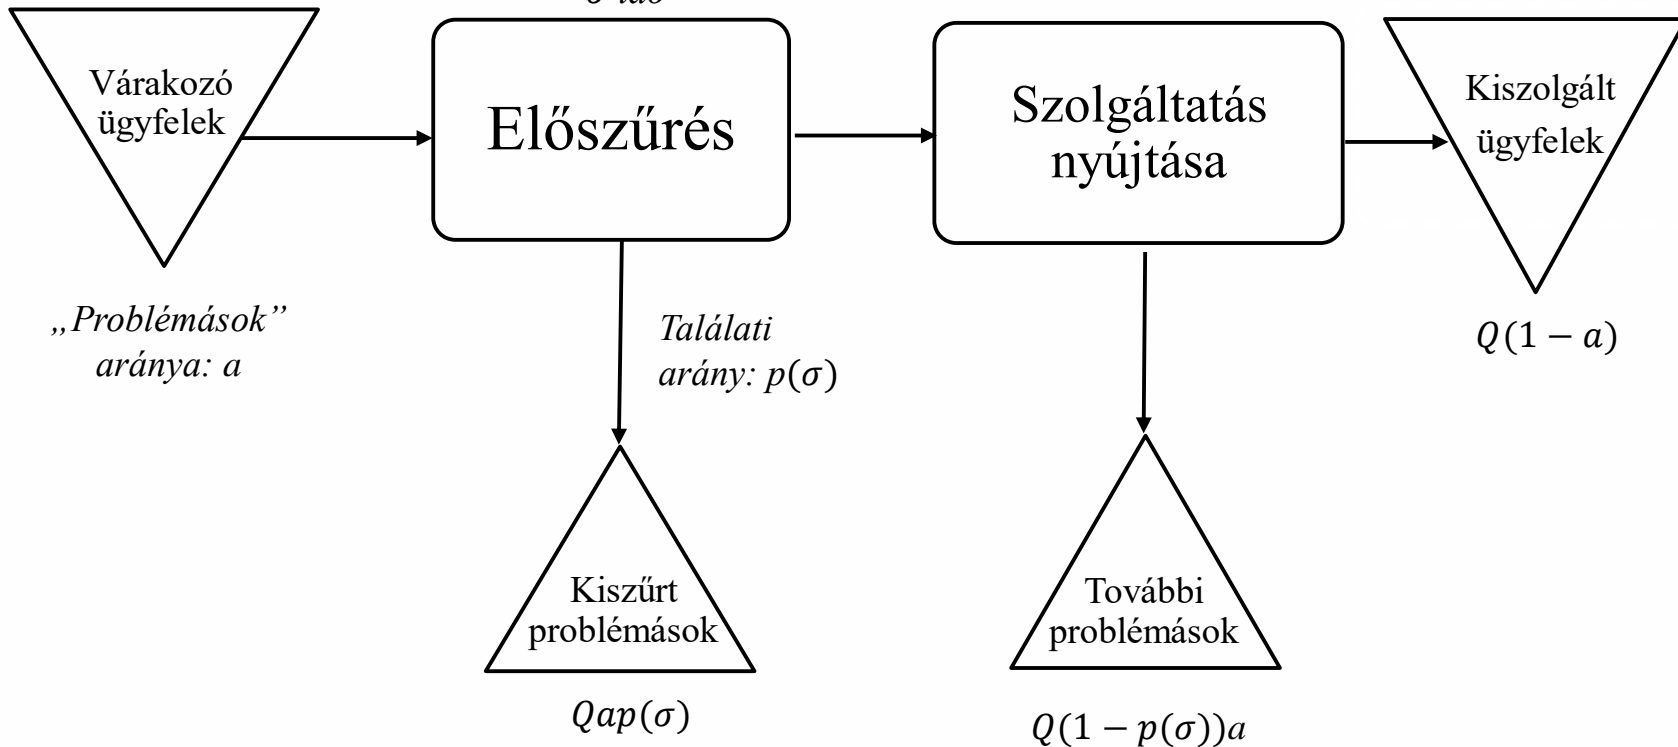 Várakozó
ügyfelek
Előszűrés
Szolgáltatás
nyújtása
Kiszolgált
ügyfelek
„Problémások”
aránya: a
Találati
arány: p(σ)
Q(1 − a)
Kiszűrt
problémások
További
problémások
Qap(σ)
Q(1 − p(σ))a